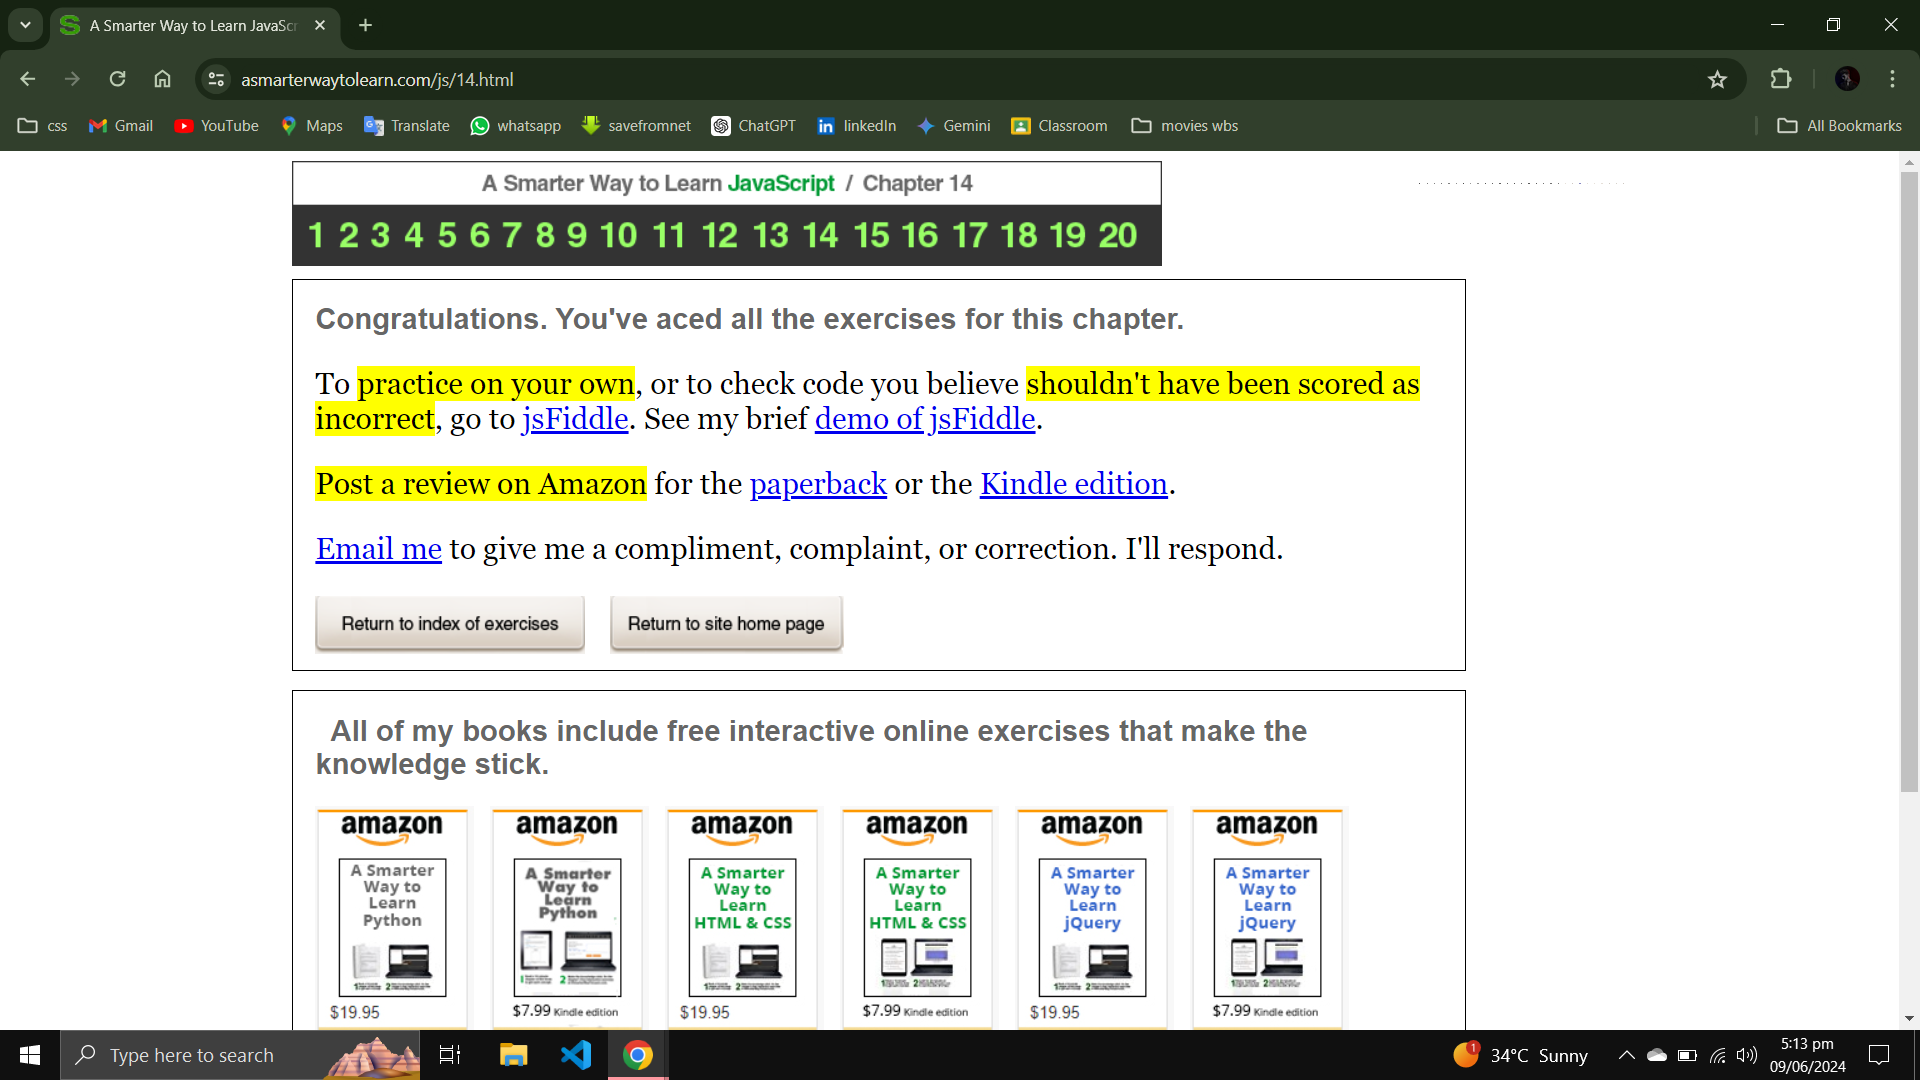 A Smarter Way to Learn JavaScr
asmarterwaytolearn.com/js/14.html
css Gmail YouTube Maps Translate whatsapp savefromnet ChatGPT linkedIn Gemini Classroom movies wbs All Bookmarks
A Smarter Way to Learn JavaScript / Chapter 14
1 2 3 4 5 6 7 8 9 10 11 12 13 14 15 16 17 18 19 20
Congratulations. You've aced all the exercises for this chapter.
To practice on your own, or to check code you believe shouldn't have been scored as
incorrect, go to jsFiddle. See my brief demo of jsFiddle.
Post a review on Amazon for the paperback or the Kindle edition.
Email me to give me a compliment, complaint, or correction. I'll respond.
Return to index of exercises Return to site home page
All of my books include free interactive online exercises that make the
knowledge stick.
amazon amazon amazon amazon amazon amazon
A Smarter A Smarter A Smarter A Smarter A Smarter A Smarter
Way to Way to Way to Way to Way to Way to
Learn Learn Learn Learn Learn Learn
Python Python HTML & CSS HTML & CSS jQuery jQuery
$19.95 $7.99 Kindle edition $19.95 $7.99 Kindle edition $19.95 $7.99 Kindle edition
Type here to search 1 34°C Sunny 5:13 pm
09/06/2024